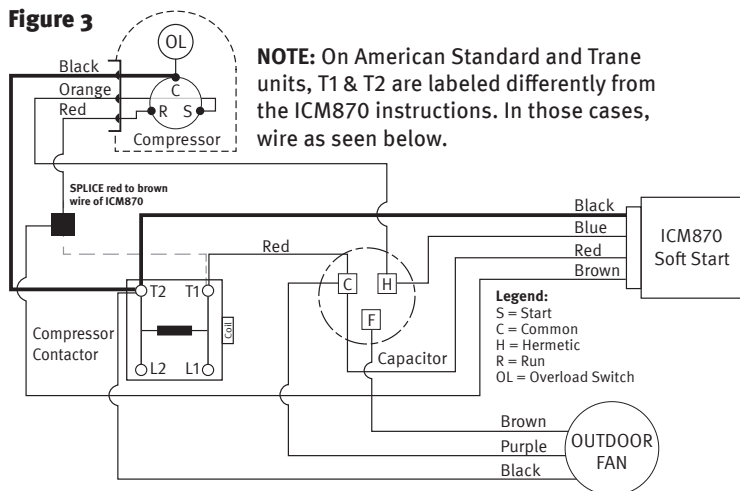 Figure 3
NOTE: On American Standard and Trane
units, T1 & T2 are labeled differently from
the ICM870 instructions. In those cases,
wire as seen below.
OL
Black
Orange
Red
C
R S
Compressor
SPLICE red to brown
wire of ICM870
Black
Blue
Red
Brown
ICM870
Soft Start
Red
T2 T1
Coil
L2 L1
Compressor
Contactor
C H
F
Capacitor
Legend:
S = Start
C = Common
H = Hermetic
R = Run
OL = Overload Switch
Brown
Purple
Black
OUTDOOR
FAN